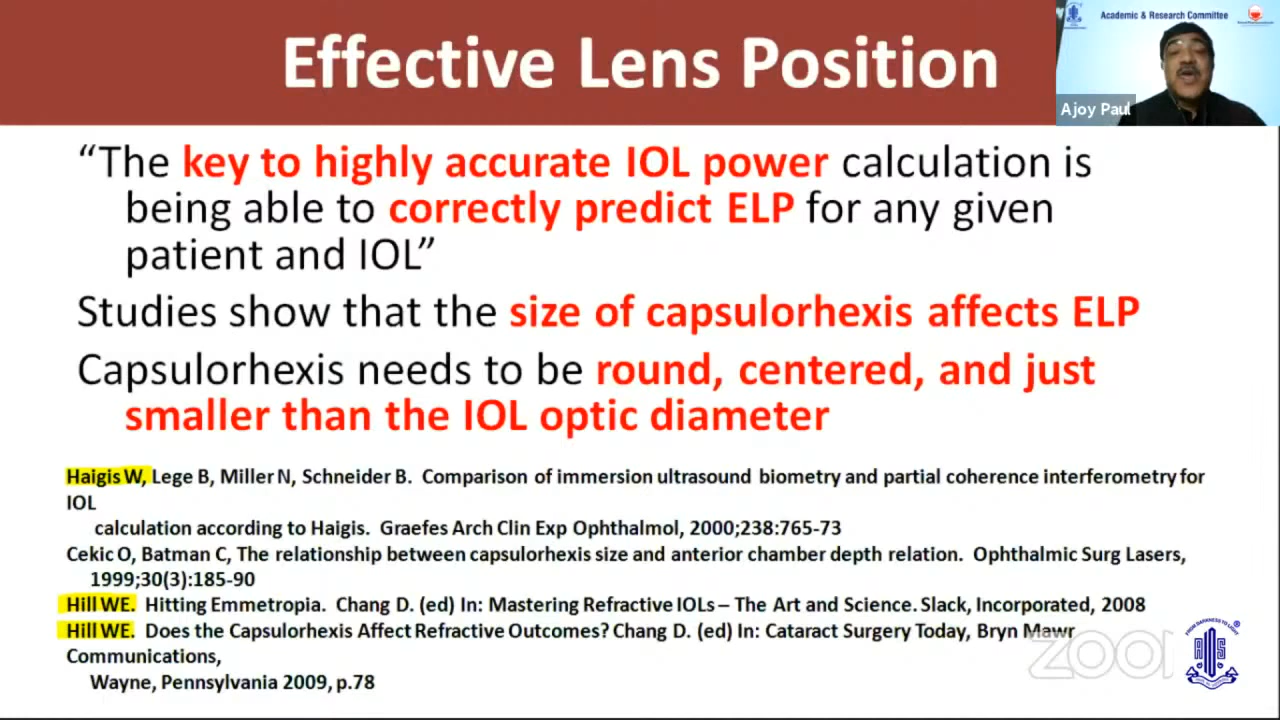 Effective Lens Position
Academic & Research Committee
Ajoy Paul
“The key to highly accurate IOL power calculation is
being able to correctly predict ELP for any given
patient and IOL”
Studies show that the size of capsulorhexis affects ELP
Capsulorhexis needs to be round, centered, and just
smaller than the IOL optic diameter
Haigis W, Lege B, Miller N, Schneider B. Comparison of immersion ultrasound biometry and partial coherence interferometry for
IOL
calculation according to Haigis. Graefes Arch Clin Exp Ophthalmol, 2000;238:765-73
Cekic O, Batman C, The relationship between capsulorhexis size and anterior chamber depth relation. Ophthalmic Surg Lasers,
1999;30(3):185-90
Hill WE. Hitting Emmetropia. Chang D. (ed) In: Mastering Refractive IOLs – The Art and Science. Slack, Incorporated, 2008
Hill WE. Does the Capsulorhexis Affect Refractive Outcomes? Chang D. (ed) In: Cataract Surgery Today, Bryn Mawr
Communications,
Wayne, Pennsylvania 2009, p.78
zoom
FROM DARKNESS TO LIGHT